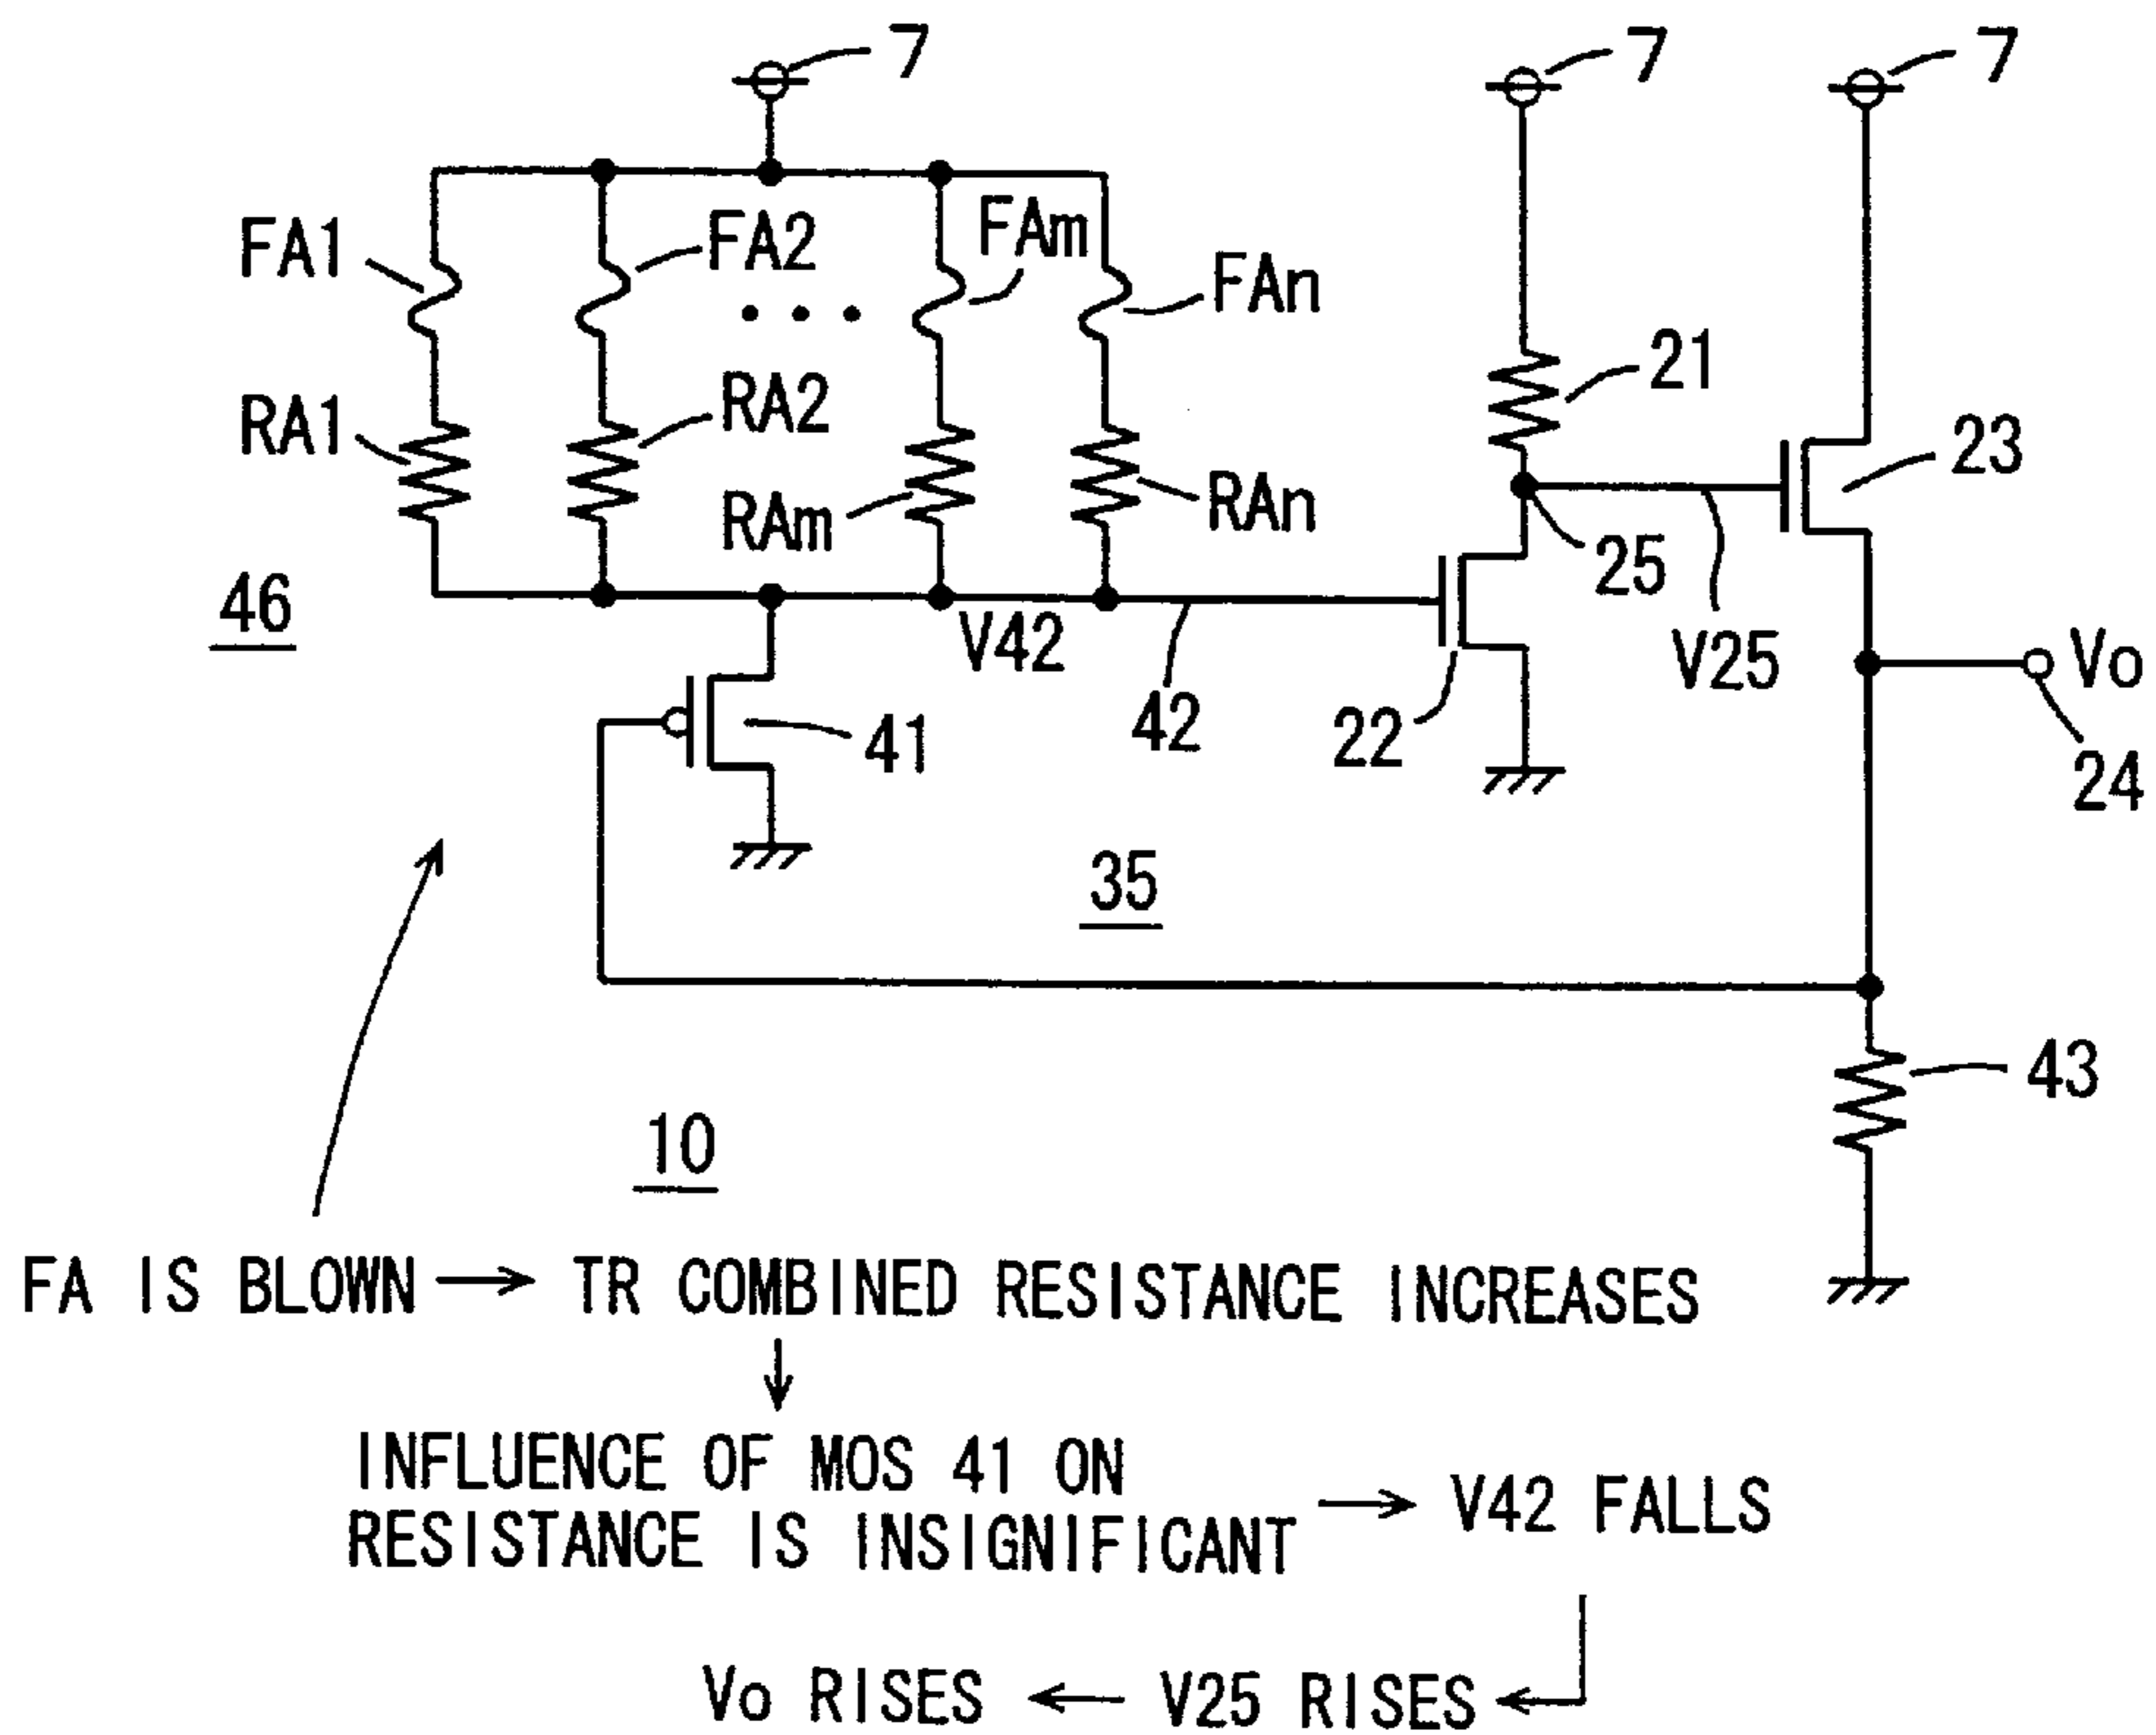 7
7
7
FA1
FA2
FAm
FAn
RA1
RA2
RAm
RAn
21
23
25
V25
46
V42
42
22
41
Vo
24
35
43
10
FA IS BLOWN → TR COMBINED RESISTANCE INCREASES
INFLUENCE OF MOS 41 ON
RESISTANCE IS INSIGNIFICANT → V42 FALLS
Vo RISES ← V25 RISES